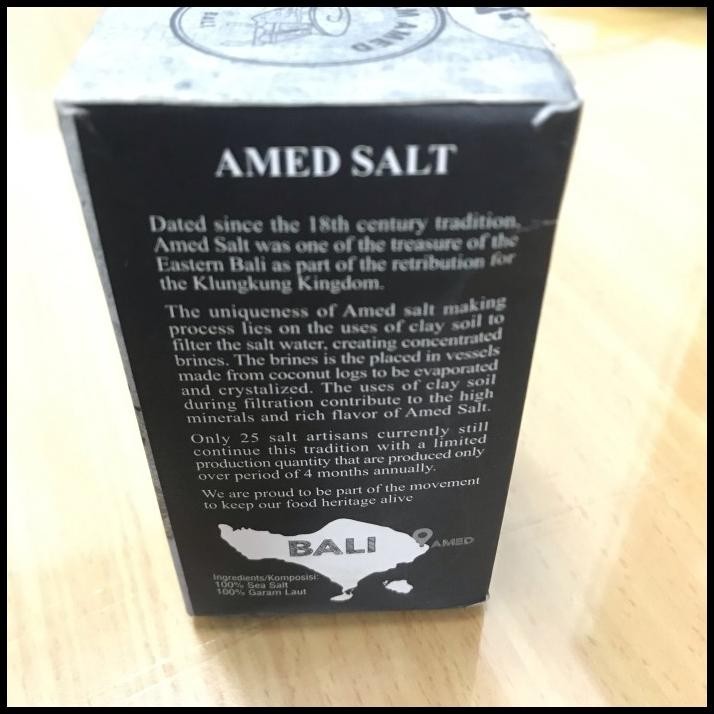 BALI
M AMED
AMED SALT
Dated since the 18th century tradition,
Amed Salt was one of the treasure of the
Eastern Bali as part of the retribution for
the Klungkung Kingdom.
The uniqueness of Amed salt making
process lies on the uses of clay soil to
filter the salt water, creating concentrated
brines. The brines is the placed in vessels
made from coconut logs to be evaporated
and crystalized. The uses of clay soil
during filtration contribute to the high
minerals and rich flavor of Amed Salt.
Only 25 salt artisans currently still
continue this tradition with a limited
production quantity that are produced only
over period of 4 months annually.
We are proud to be part of the movement
to keep our food heritage alive
BALI AMED
Ingredients/Komposisi:
100% Sea Salt
100% Garam Laut